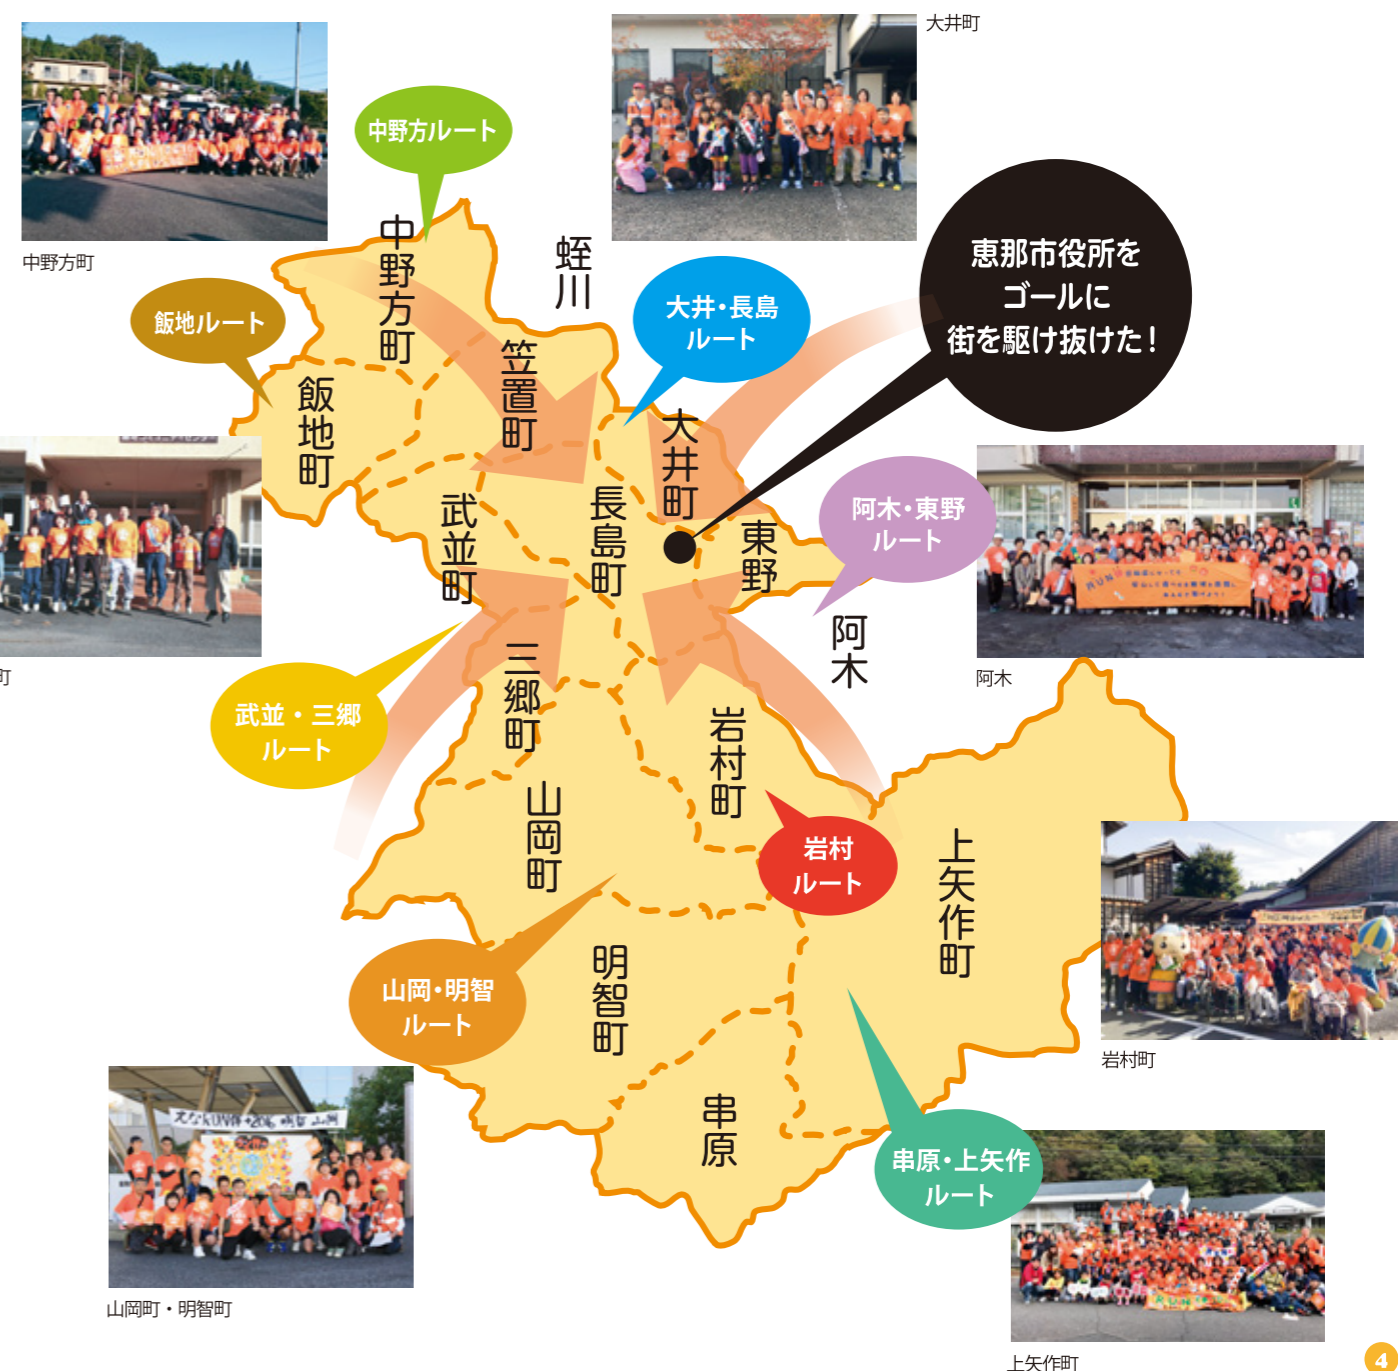 大井町
中野方町
中野方ルート
恵那市役所を
ゴールに
街を駆け抜けた！
飯地ルート
大井・長島
ルート
中野方町
蛭川
笠置町
飯地町
大井町
武並町
長島町
東野
阿木・東野
ルート
阿木
阿木
町
武並・三郷
ルート
三郷町
岩村町
山岡町
岩村
ルート
上矢作町
岩村町
山岡・明智
ルート
明智町
串原
串原・上矢作
ルート
山岡町・明智町
上矢作町
4